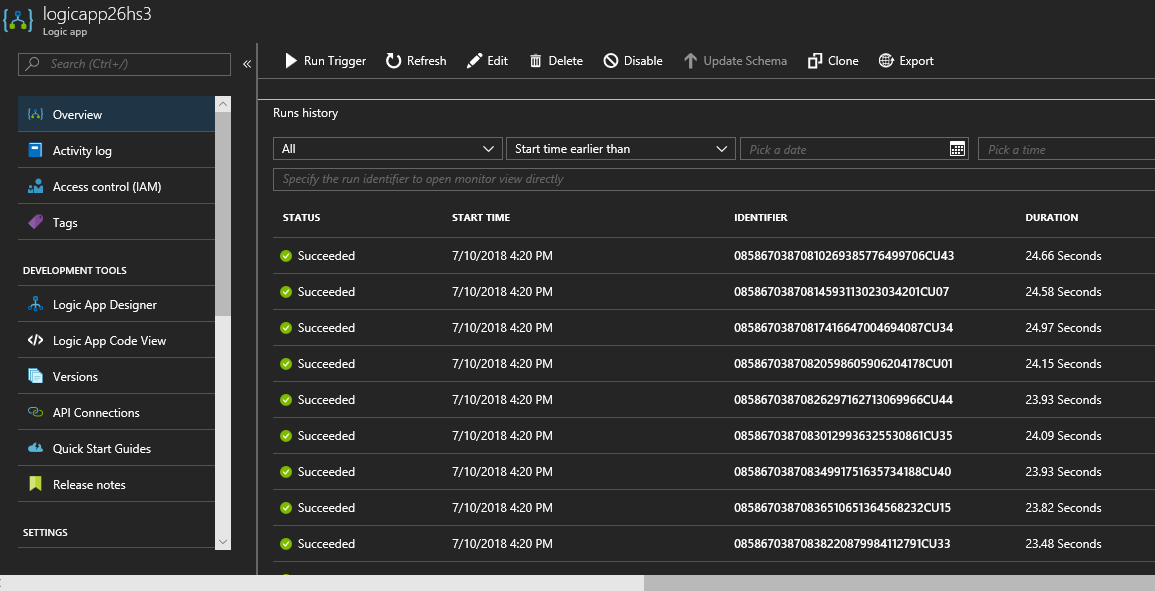 logicapp26hs3
Logic app
Search (Ctrl+/)
«
Overview
Activity log
Access control (IAM)
Tags
DEVELOPMENT TOOLS
Logic App Designer
Logic App Code View
Versions
API Connections
Quick Start Guides
Release notes
SETTINGS
Run Trigger Refresh Edit Delete Disable Update Schema Clone Export
Runs history
All Start time earlier than Pick a date Pick a time
Specify the run identifier to open monitor view directly
STATUS START TIME IDENTIFIER DURATION
Succeeded 7/10/2018 4:20 PM 08586703870810269385776499706CU43 24.66 Seconds
Succeeded 7/10/2018 4:20 PM 08586703870814593113023034201CU07 24.58 Seconds
Succeeded 7/10/2018 4:20 PM 08586703870817416647004694087CU34 24.97 Seconds
Succeeded 7/10/2018 4:20 PM 08586703870820598605906204178CU01 24.15 Seconds
Succeeded 7/10/2018 4:20 PM 08586703870826297162713069966CU44 23.93 Seconds
Succeeded 7/10/2018 4:20 PM 08586703870830129936325530861CU35 24.09 Seconds
Succeeded 7/10/2018 4:20 PM 08586703870834991751635734188CU40 23.93 Seconds
Succeeded 7/10/2018 4:20 PM 08586703870836510651364568232CU15 23.82 Seconds
Succeeded 7/10/2018 4:20 PM 08586703870838220879984112791CU33 23.48 Seconds